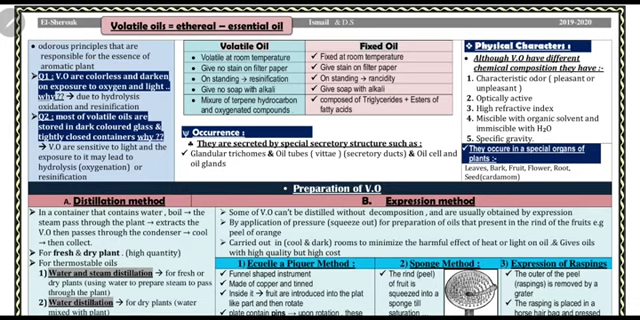 El-Sherouk
Ismail & D.S
2019-2020
Volatile oils = ethereal – essential oil
odorous principles that are
responsible for the essence of
aromatic plant
Q1 : V.O are colorless and darken
on exposure to oxygen and light ..
why ?? → due to hydrolysis
oxidation and resinification
Q2 : most of volatile oils are
stored in dark coloured glass &
tightly closed containers why ??
→ V.O are sensitive to light and the
exposure to it may lead to
hydrolysis (oxygenation) or
resinification
Volatile Oil
Fixed Oil
Volatile at room temperature
Fixed at room temperature
Give no stain on filter paper
Give stain on filter paper
On standing → resinification
On standing → rancidity
Give no soap with alkali
Give soap with alkali
Mixture of terpene hydrocarbon
and oxygenated compounds
composed of Triglycerides + Esters of
fatty acids
Ψ Occurrence :
They are secreted by special secretory structure such as :
✓ Glandular trichomes & Oil tubes ( vittae ) (secretory ducts) & Oil cell and
oil glands
Physical Characters :
Although V.O have different
chemical composition they have :-
1. Characteristic odor ( pleasant or
unpleasant )
2. Optically active
3. High refractive index
4. Miscible with organic solvent and
immiscible with H₂O
5. Specific gravity.
✓ They occur in a special organs of
plants :-
Leaves, Bark, Fruit, Flower, Root,
Seed(cardamom)
• Preparation of V.O
A. Distillation method
In a container that contains water , boil → the
steam pass through the plant → extracts the
V.O then passes through the condenser → cool
→ then collect.
For fresh & dry plant . (high quantity)
For thermostable oils
1) Water and steam distillation → for fresh or
dry plants (using water to prepare steam to pass
through the plant)
2) Water distillation → for dry plants (water
mixed with plant)
B. Expression method
Some of V.O can't be distilled without decomposition , and are usually obtained by expression
By application of pressure (squeeze out) for preparation of oils that present in the rind of the fruits e.g
peel of orange
Carried out in (cool & dark) rooms to minimize the harmful effect of heat or light on oil .& Gives oils
with high quality but high cost
1) Ecuelle a Piquer Method :
✓ Funnel shaped instrument
✓ Made of copper and tinned
✓ Inside it → fruit are introduced into the plat
like part and then rotate
✓ plate contain pins → upon rotation , these
2) Sponge Method :
✓ The rind (peel)
of fruit is
squeezed into a
sponge till
saturation
3) Expression of Raspings
✓ The outer of the peel
(raspings) is removed by a
grater
✓ The rasping is placed in a
horse hair bag and pressed